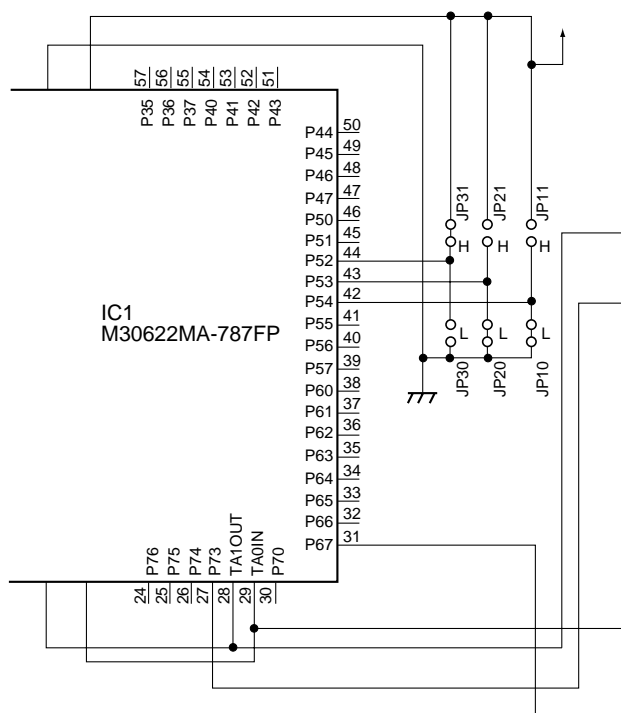 57
56
55
54
53
52
51
P35
P36
P37
P40
P41
P42
P43
P44 50
P45 49
P46 48
P47 47
P50 46
P51 45
P52 44
P53 43
P54 42
P55 41
P56 40
P57 39
P60 38
P61 37
P62 36
P63 35
P64 34
P65 33
P66 32
P67 31
JP31
JP21
JP11
H
H
H
IC1
M30622MA-787FP
L
L
L
JP30
JP20
JP10
P76
P75
P74
P73
TA1OUT
TA0IN
P70
24
25
26
27
28
29
30